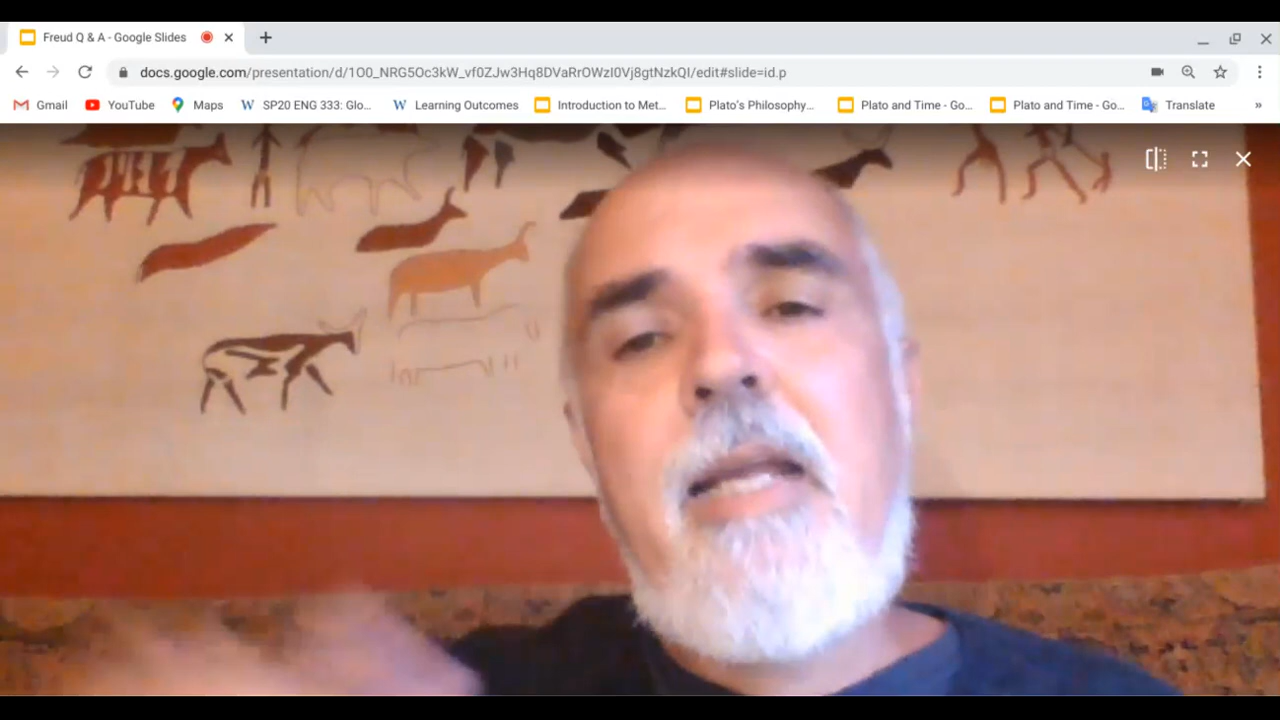 Freud Q & A - Google Slides
docs.google.com/presentation/d/1O0_NRG5Oc3kW_vf0ZJw3Hq8DVaRrOWzI0Vj8gtNzkQI/edit#slide=id.p
Gmail YouTube Maps SP20 ENG 333: Glo... Learning Outcomes Introduction to Met... Plato's Philosophy... Plato and Time - Go... Plato and Time - Go... Translate